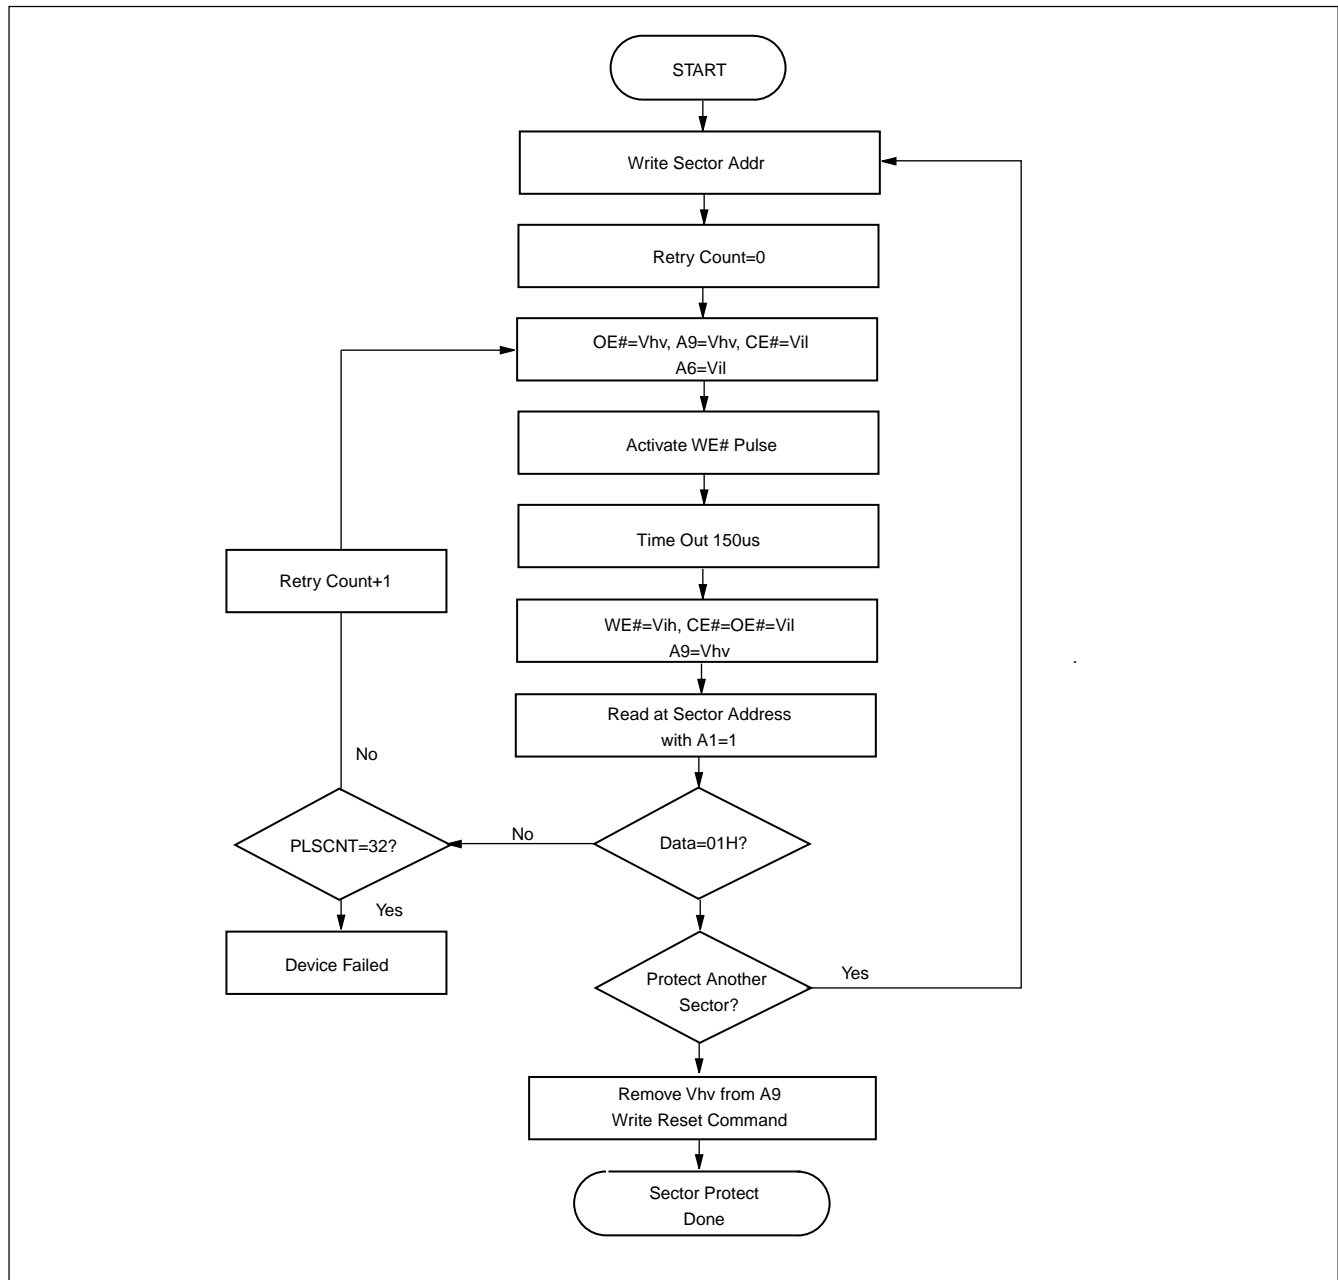 START
Write Sector Addr
Retry Count=0
OE#=Vhv, A9=Vhv, CE#=Vil
A6=Vil
Activate WE# Pulse
Time Out 150us
Retry Count+1
WE#=Vih, CE#=OE#=Vil
A9=Vhv
Read at Sector Address
with A1=1
No
PLSCNT=32?
No
Data=01H?
Yes
Device Failed
Protect Another
Sector?
Yes
Remove Vhv from A9
Write Reset Command
Sector Protect
Done